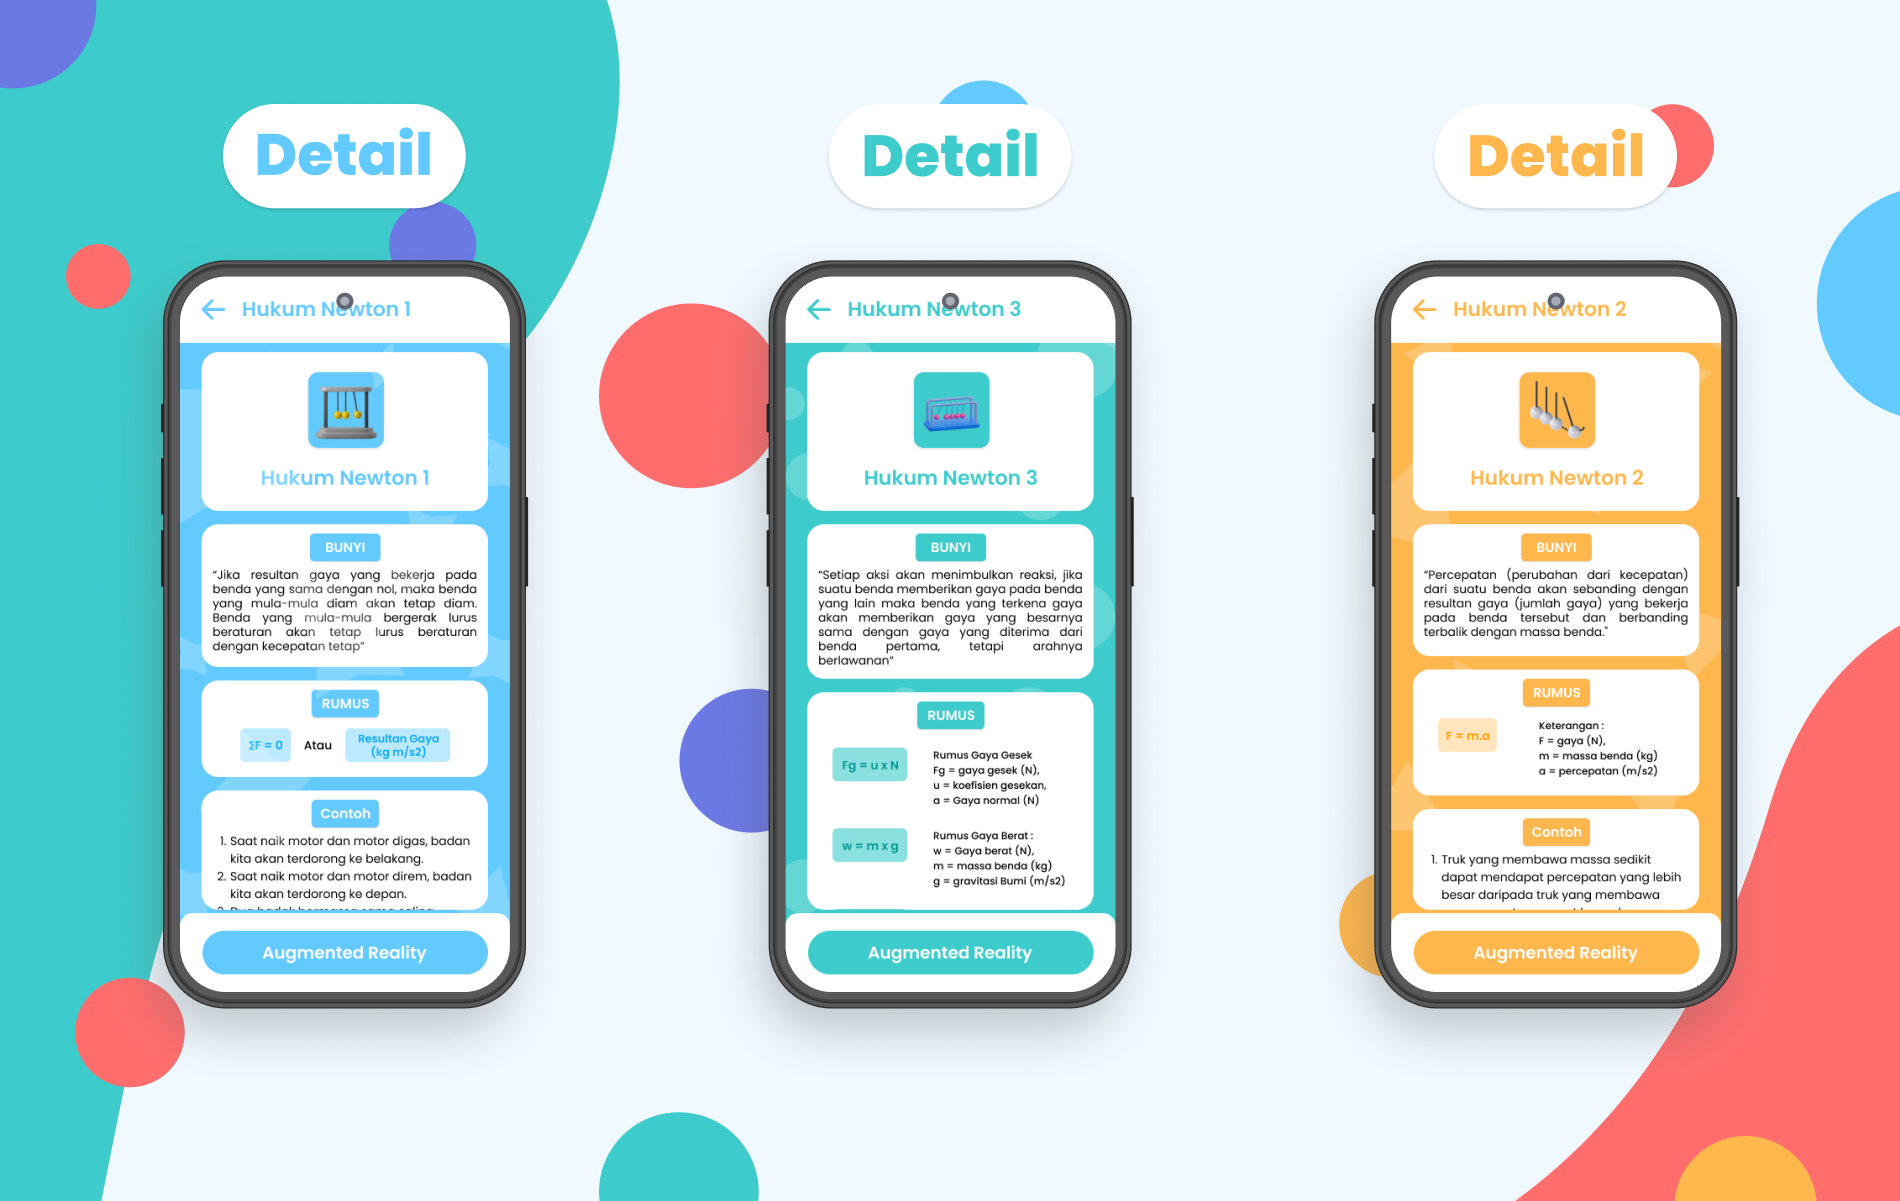 Detail
Hukum Newton 1
Hukum Newton 1
BUNYI
“Jika resultan gaya yang bekerja pada
benda yang sama dengan nol, maka benda
yang mula-mula diam akan tetap diam.
Benda yang mula-mula bergerak lurus
beraturan akan tetap lurus beraturan
dengan kecepatan tetap”
RUMUS
ΣF = 0 Atau Resultan Gaya
(kg m/s2)
Contoh
1. Saat naik motor dan motor digas, badan
kita akan terdorong ke belakang.
2. Saat naik motor dan motor direm, badan
kita akan terdorong ke depan.
Augmented Reality
Detail
Hukum Newton 3
Hukum Newton 3
BUNYI
“Setiap aksi akan menimbulkan reaksi, jika
suatu benda memberikan gaya pada benda
yang lain maka benda yang terkena gaya
akan memberikan gaya yang besarnya
sama dengan gaya yang diterima dari
benda pertama, tetapi arahnya
berlawanan”
RUMUS
Fg = u x N
Rumus Gaya Gesek
Fg = gaya gesek (N),
u = koefisien gesekan,
a = Gaya normal (N)
w = m x g
Rumus Gaya Berat :
w = Gaya berat (N),
m = massa benda (kg)
g = gravitasi Bumi (m/s2)
Augmented Reality
Detail
Hukum Newton 2
Hukum Newton 2
BUNYI
“Percepatan (perubahan dari kecepatan)
dari suatu benda akan sebanding dengan
resultan gaya (jumlah gaya) yang bekerja
pada benda tersebut dan berbanding
terbalik dengan massa benda."
RUMUS
F = m.a
Keterangan :
F = gaya (N),
m = massa benda (kg)
a = percepatan (m/s2)
Contoh
1. Truk yang membawa massa sedikit
dapat mendapat percepatan yang lebih
besar daripada truk yang membawa
Augmented Reality